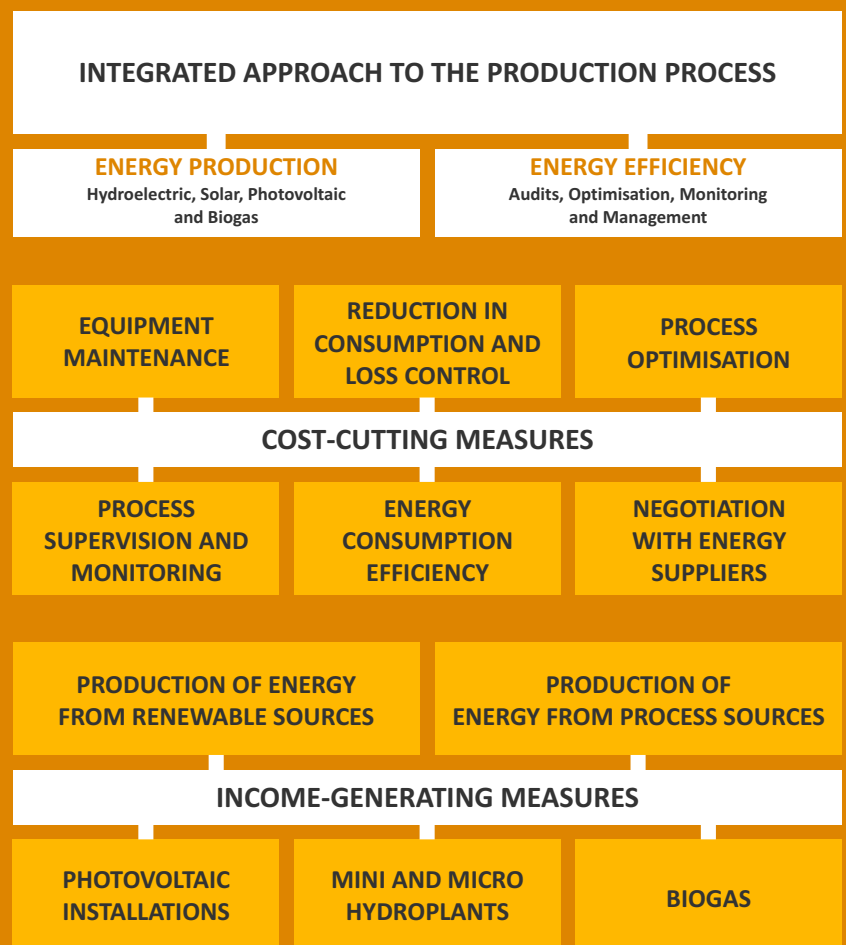 INTEGRATED APPROACH TO THE PRODUCTION PROCESS
ENERGY PRODUCTION
Hydroelectric, Solar, Photovoltaic
and Biogas
ENERGY EFFICIENCY
Audits, Optimisation, Monitoring
and Management
EQUIPMENT
MAINTENANCE
REDUCTION IN
CONSUMPTION AND
LOSS CONTROL
PROCESS
OPTIMISATION
COST-CUTTING MEASURES
PROCESS
SUPERVISION AND
MONITORING
ENERGY
CONSUMPTION
EFFICIENCY
NEGOTIATION
WITH ENERGY
SUPPLIERS
PRODUCTION OF ENERGY
FROM RENEWABLE SOURCES
PRODUCTION OF
ENERGY FROM PROCESS SOURCES
INCOME-GENERATING MEASURES
PHOTOVOLTAIC
INSTALLATIONS
MINI AND MICRO
HYDROPLANTS
BIOGAS